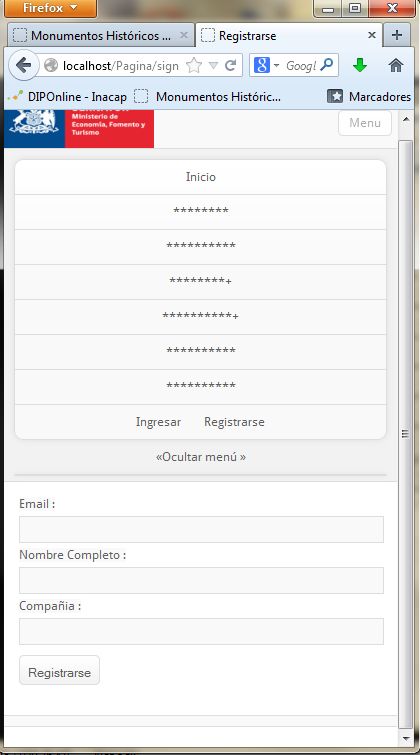 Firefox
Monumentos Históricos ...
Registrarse
localhost/Pagina/sign
Googl
DIPOnline - Inacap
Monumentos Históric...
Marcadores
Ministerio de
Economía, Fomento y
Turismo
Menu
Inicio
********
**********
********+
**********+
**********
**********
Ingresar Registrarse
«Ocultar menú »
Email :
Nombre Completo :
Compañia :
Registrarse